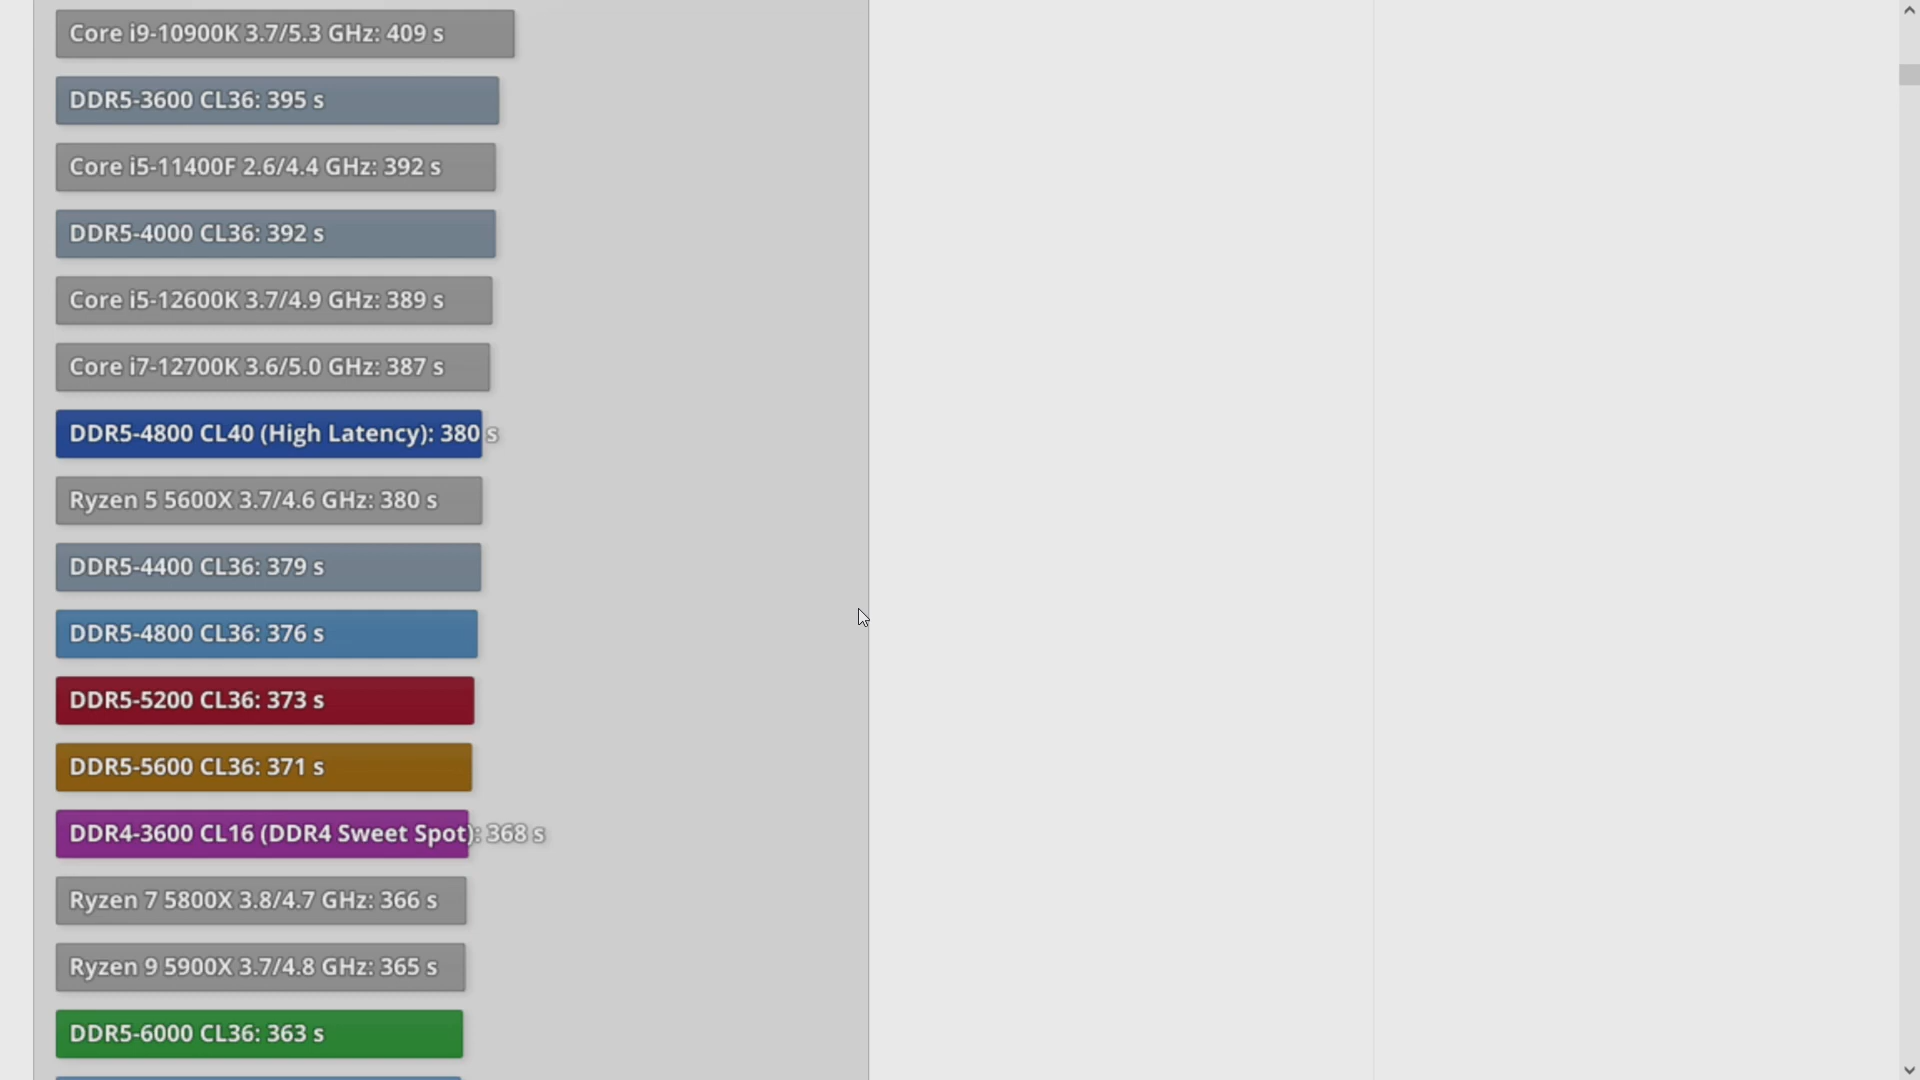 Core i9-10900K 3.7/5.3 GHz: 409 s
DDR5-3600 CL36: 395 s
Core i5-11400F 2.6/4.4 GHz: 392 s
DDR5-4000 CL36: 392 s
Core i5-12600K 3.7/4.9 GHz: 389 s
Core i7-12700K 3.6/5.0 GHz: 387 s
DDR5-4800 CL40 (High Latency): 380 s
Ryzen 5 5600X 3.7/4.6 GHz: 380 s
DDR5-4400 CL36: 379 s
DDR5-4800 CL36: 376 s
DDR5-5200 CL36: 373 s
DDR5-5600 CL36: 371 s
DDR4-3600 CL16 (DDR4 Sweet Spot): 368 s
Ryzen 7 5800X 3.8/4.7 GHz: 366 s
Ryzen 9 5900X 3.7/4.8 GHz: 365 s
DDR5-6000 CL36: 363 s